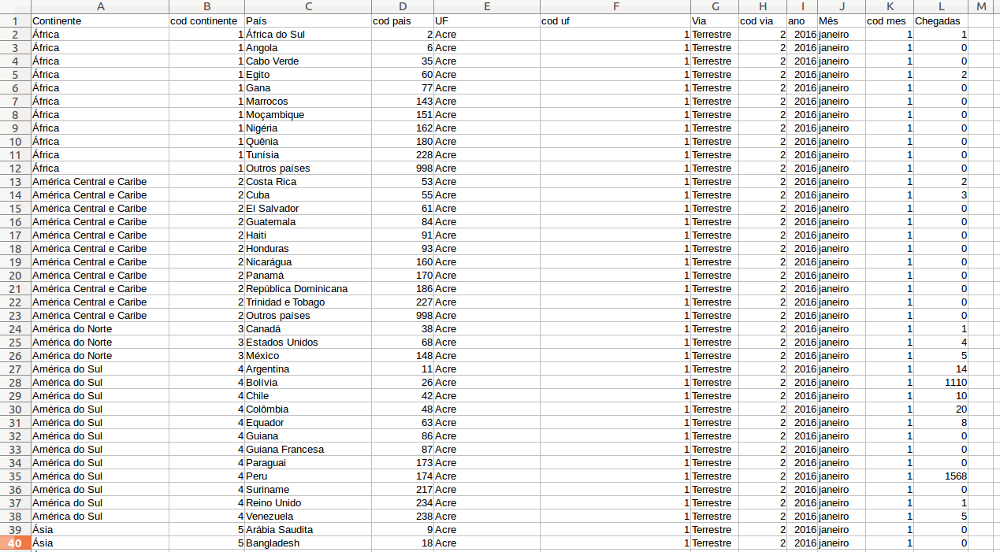 A B C D E F G H I J K L M
1 Continente cod continente País cod pais UF cod uf Via cod via ano Mês cod mes Chegadas
2 África 1 África do Sul 2 Acre 1 Terrestre 2 2016 janeiro 1 1
3 África 1 Angola 6 Acre 1 Terrestre 2 2016 janeiro 1 0
4 África 1 Cabo Verde 35 Acre 1 Terrestre 2 2016 janeiro 1 0
5 África 1 Egito 60 Acre 1 Terrestre 2 2016 janeiro 1 2
6 África 1 Gana 77 Acre 1 Terrestre 2 2016 janeiro 1 0
7 África 1 Marrocos 143 Acre 1 Terrestre 2 2016 janeiro 1 0
8 África 1 Moçambique 151 Acre 1 Terrestre 2 2016 janeiro 1 0
9 África 1 Nigéria 162 Acre 1 Terrestre 2 2016 janeiro 1 0
10 África 1 Quênia 180 Acre 1 Terrestre 2 2016 janeiro 1 0
11 África 1 Tunísia 228 Acre 1 Terrestre 2 2016 janeiro 1 0
12 África 1 Outros países 998 Acre 1 Terrestre 2 2016 janeiro 1 0
13 América Central e Caribe 2 Costa Rica 53 Acre 1 Terrestre 2 2016 janeiro 1 2
14 América Central e Caribe 2 Cuba 55 Acre 1 Terrestre 2 2016 janeiro 1 3
15 América Central e Caribe 2 El Salvador 61 Acre 1 Terrestre 2 2016 janeiro 1 0
16 América Central e Caribe 2 Guatemala 84 Acre 1 Terrestre 2 2016 janeiro 1 0
17 América Central e Caribe 2 Haiti 91 Acre 1 Terrestre 2 2016 janeiro 1 0
18 América Central e Caribe 2 Honduras 93 Acre 1 Terrestre 2 2016 janeiro 1 0
19 América Central e Caribe 2 Nicarágua 160 Acre 1 Terrestre 2 2016 janeiro 1 0
20 América Central e Caribe 2 Panamá 170 Acre 1 Terrestre 2 2016 janeiro 1 0
21 América Central e Caribe 2 República Dominicana 186 Acre 1 Terrestre 2 2016 janeiro 1 0
22 América Central e Caribe 2 Trinidad e Tobago 227 Acre 1 Terrestre 2 2016 janeiro 1 0
23 América Central e Caribe 2 Outros países 998 Acre 1 Terrestre 2 2016 janeiro 1 0
24 América do Norte 3 Canadá 38 Acre 1 Terrestre 2 2016 janeiro 1 1
25 América do Norte 3 Estados Unidos 68 Acre 1 Terrestre 2 2016 janeiro 1 4
26 América do Norte 3 México 148 Acre 1 Terrestre 2 2016 janeiro 1 5
27 América do Sul 4 Argentina 11 Acre 1 Terrestre 2 2016 janeiro 1 14
28 América do Sul 4 Bolívia 26 Acre 1 Terrestre 2 2016 janeiro 1 1110
29 América do Sul 4 Chile 42 Acre 1 Terrestre 2 2016 janeiro 1 10
30 América do Sul 4 Colômbia 48 Acre 1 Terrestre 2 2016 janeiro 1 20
31 América do Sul 4 Equador 63 Acre 1 Terrestre 2 2016 janeiro 1 8
32 América do Sul 4 Guiana 86 Acre 1 Terrestre 2 2016 janeiro 1 0
33 América do Sul 4 Guiana Francesa 87 Acre 1 Terrestre 2 2016 janeiro 1 0
34 América do Sul 4 Paraguai 173 Acre 1 Terrestre 2 2016 janeiro 1 0
35 América do Sul 4 Peru 174 Acre 1 Terrestre 2 2016 janeiro 1 1568
36 América do Sul 4 Suriname 217 Acre 1 Terrestre 2 2016 janeiro 1 0
37 América do Sul 4 Reino Unido 234 Acre 1 Terrestre 2 2016 janeiro 1 1
38 América do Sul 4 Venezuela 238 Acre 1 Terrestre 2 2016 janeiro 1 5
39 Ásia 5 Arábia Saudita 9 Acre 1 Terrestre 2 2016 janeiro 1 0
40 Ásia 5 Bangladesh 18 Acre 1 Terrestre 2 2016 janeiro 1 0